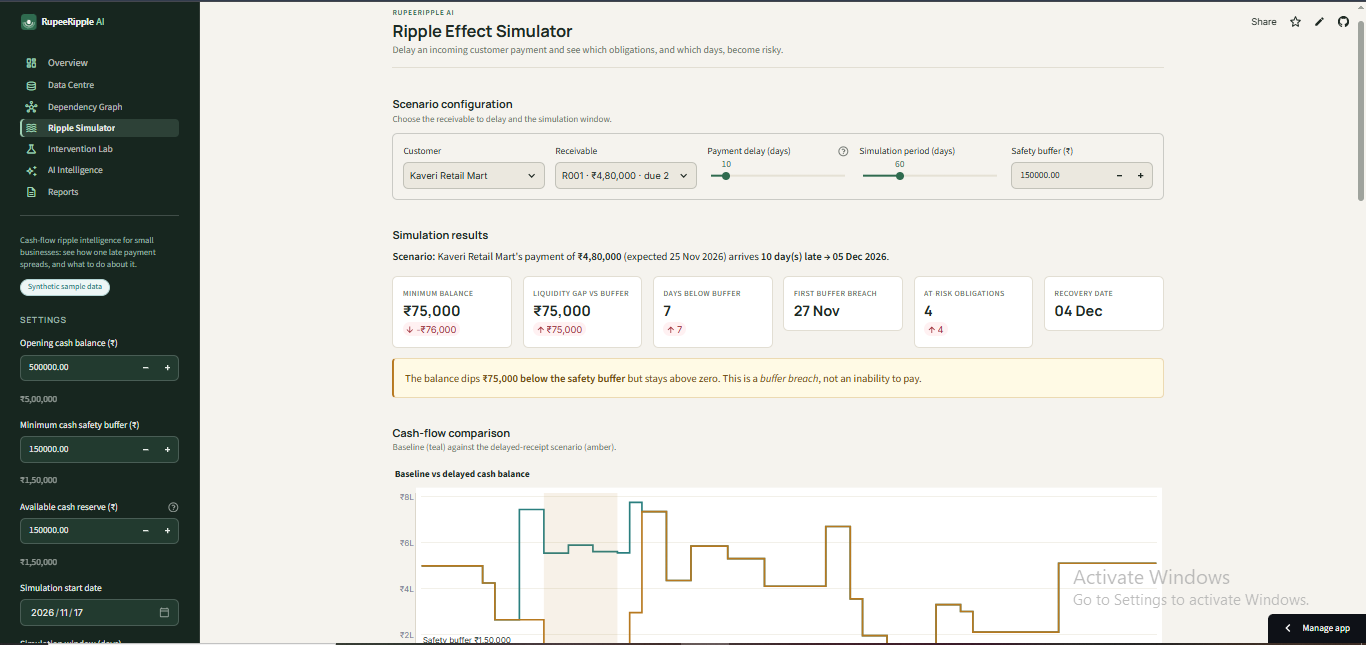 RupeeRipple AI
Overview
Data Centre
Dependency Graph
Ripple Simulator
Intervention Lab
AI Intelligence
Reports
Cash-flow ripple intelligence for small
businesses: see how one late payment
spreads, and what to do about it.
Synthetic sample data
SETTINGS
Opening cash balance (₹)
500000.00 − +
₹5,00,000
Minimum cash safety buffer (₹)
150000.00 − +
₹1,50,000
Available cash reserve (₹)
150000.00 − +
₹1,50,000
Simulation start date
2026/11/17
Share
RUPEERIPPLE AI
Ripple Effect Simulator
Delay an incoming customer payment and see which obligations, and which days, become risky.
Scenario configuration
Choose the receivable to delay and the simulation window.
Customer
Kaveri Retail Mart
Receivable
R001 · ₹4,80,000 · due 2
Payment delay (days)
10
Simulation period (days)
60
Safety buffer (₹)
150000.00 − +
Simulation results
Scenario: Kaveri Retail Mart's payment of ₹4,80,000 (expected 25 Nov 2026) arrives 10 day(s) late → 05 Dec 2026.
MINIMUM BALANCE
₹75,000
↓ -₹76,000
LIQUIDITY GAP VS BUFFER
₹75,000
↑ ₹75,000
DAYS BELOW BUFFER
7
↑ 7
FIRST BUFFER BREACH
27 Nov
AT RISK OBLIGATIONS
4
↑ 4
RECOVERY DATE
04 Dec
The balance dips ₹75,000 below the safety buffer but stays above zero. This is a buffer breach, not an inability to pay.
Cash-flow comparison
Baseline (teal) against the delayed-receipt scenario (amber).
Baseline vs delayed cash balance
₹8L
₹6L
₹4L
₹2L
Safety buffer ₹1,50,000
Activate Windows
Go to Settings to activate Windows.
Manage app